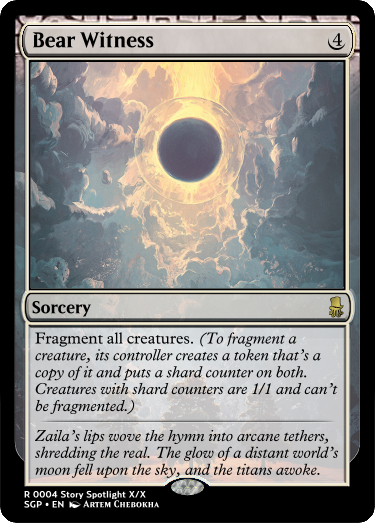 Bear Witness 4
Sorcery
Fragment all creatures. (To fragment a
creature, its controller creates a token that's a
copy of it and puts a shard counter on both.
Creatures with shard counters are 1/1 and can't
be fragmented.)
Zaila's lips wove the hymn into arcane tethers,
shredding the real. The glow of a distant world's
moon fell upon the sky, and the titans awoke.
R 0004 Story Spotlight X/X
SGP • EN Artem Chebokha